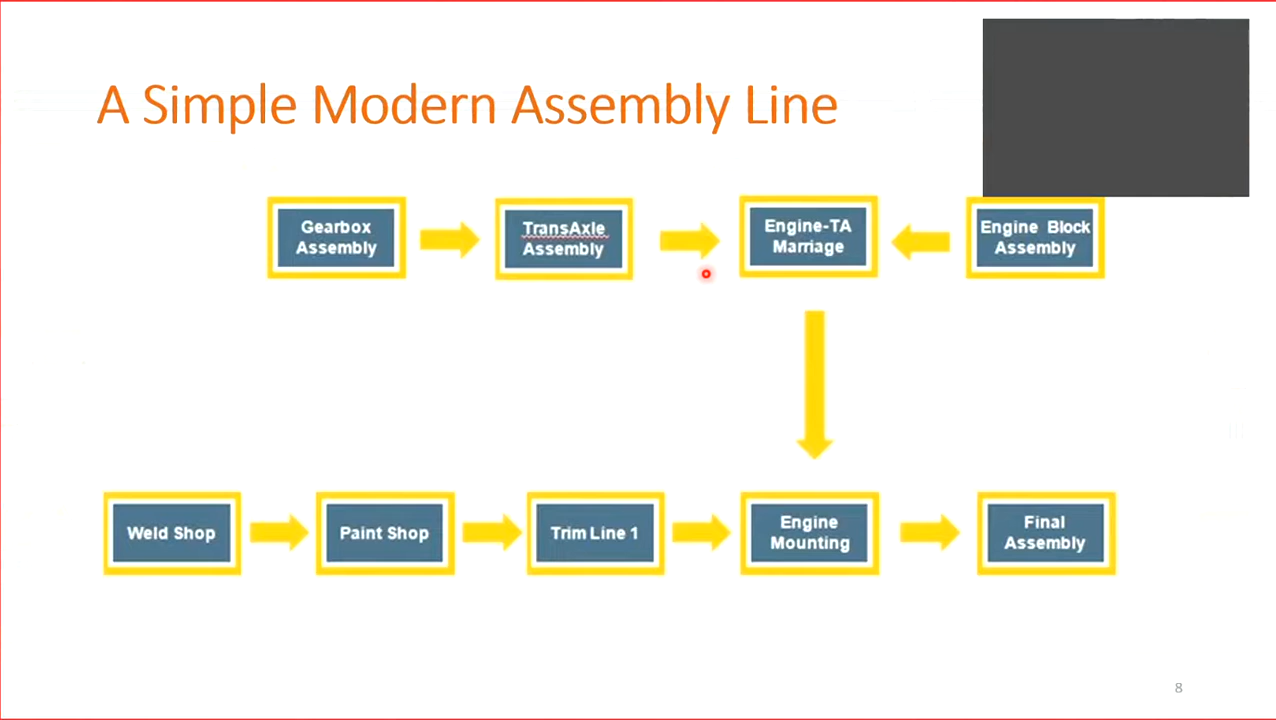 A Simple Modern Assembly Line
Gearbox
Assembly
TransAxle
Assembly
Engine-TA
Marriage
Engine Block
Assembly
Weld Shop
Paint Shop
Trim Line 1
Engine
Mounting
Final
Assembly
8